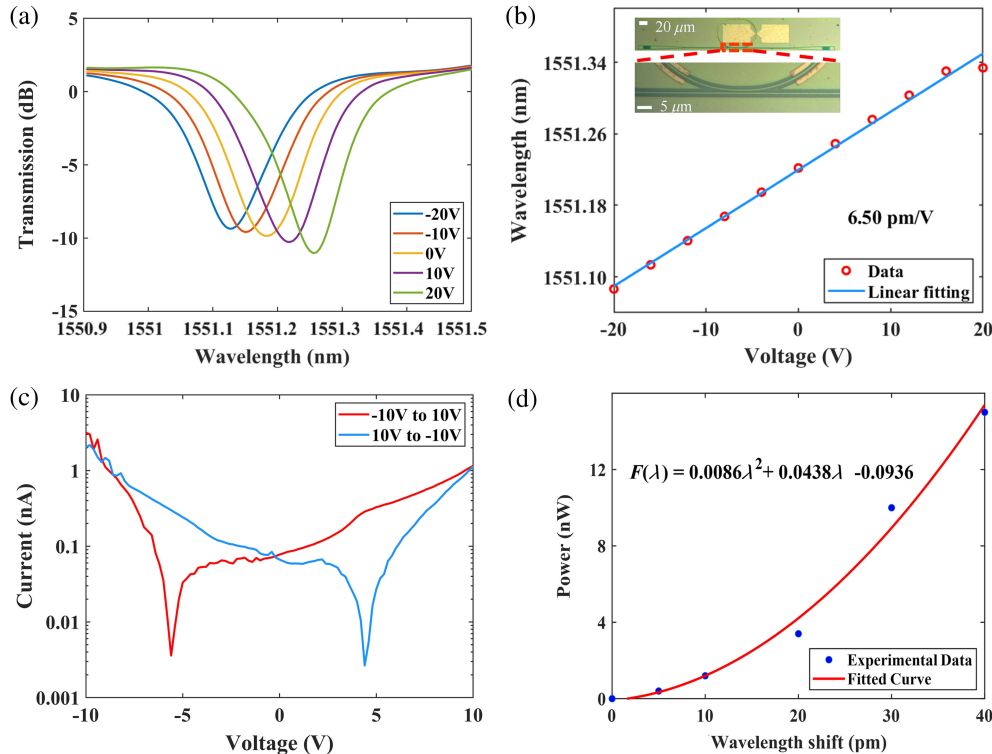 (a)
5
0
-5
-10
-15
Transmission (dB)
1550.9 1551 1551.1 1551.2 1551.3 1551.4 1551.5
Wavelength (nm)
-20V
-10V
0V
10V
20V
(b)
1551.34
1551.26
1551.18
1551.10
Wavelength (nm)
20 μm
5 μm
6.50 pm/V
Data
Linear fitting
-20 -10 0 10 20
Voltage (V)
(c)
10
1
0.1
0.01
0.001
Current (nA)
-10V to 10V
10V to -10V
-10 -5 0 5 10
Voltage (V)
(d)
12
8
4
0
Power (nW)
F(λ) = 0.0086λ²+ 0.0438λ -0.0936
Experimental Data
Fitted Curve
0 10 20 30 40
Wavelength shift (pm)